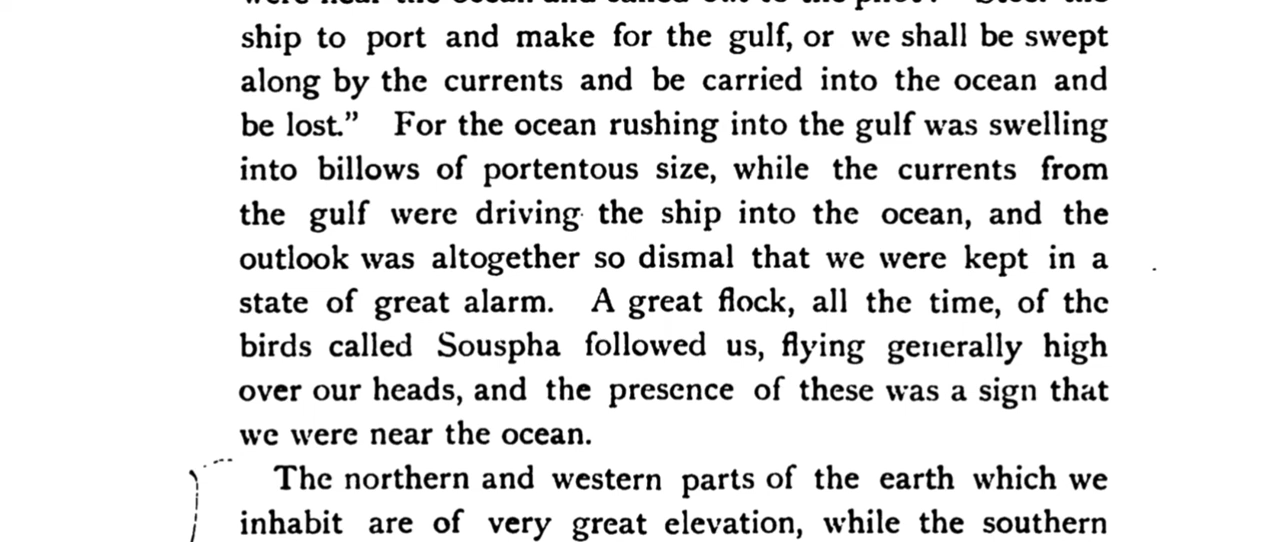 ship to port and make for the gulf, or we shall be swept
along by the currents and be carried into the ocean and
be lost.” For the ocean rushing into the gulf was swelling
into billows of portentous size, while the currents from
the gulf were driving the ship into the ocean, and the
outlook was altogether so dismal that we were kept in a
state of great alarm. A great flock, all the time, of the
birds called Souspha followed us, flying generally high
over our heads, and the presence of these was a sign that
we were near the ocean.
The northern and western parts of the earth which we
inhabit are of very great elevation, while the southern